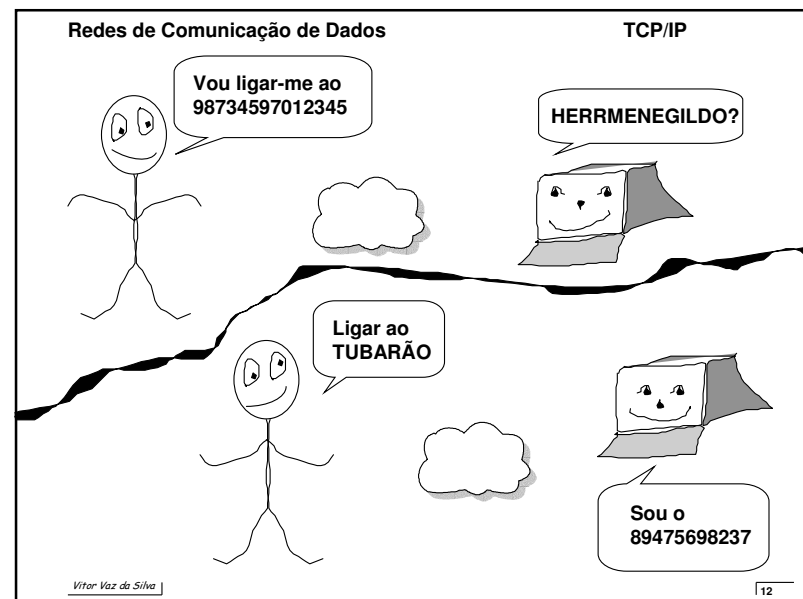 Redes de Comunicação de Dados
TCP/IP
Vou ligar-me ao
98734597012345
HERRMENEGILDO?
Ligar ao
TUBARÃO
Sou o
89475698237
Vitor Vaz da Silva
12